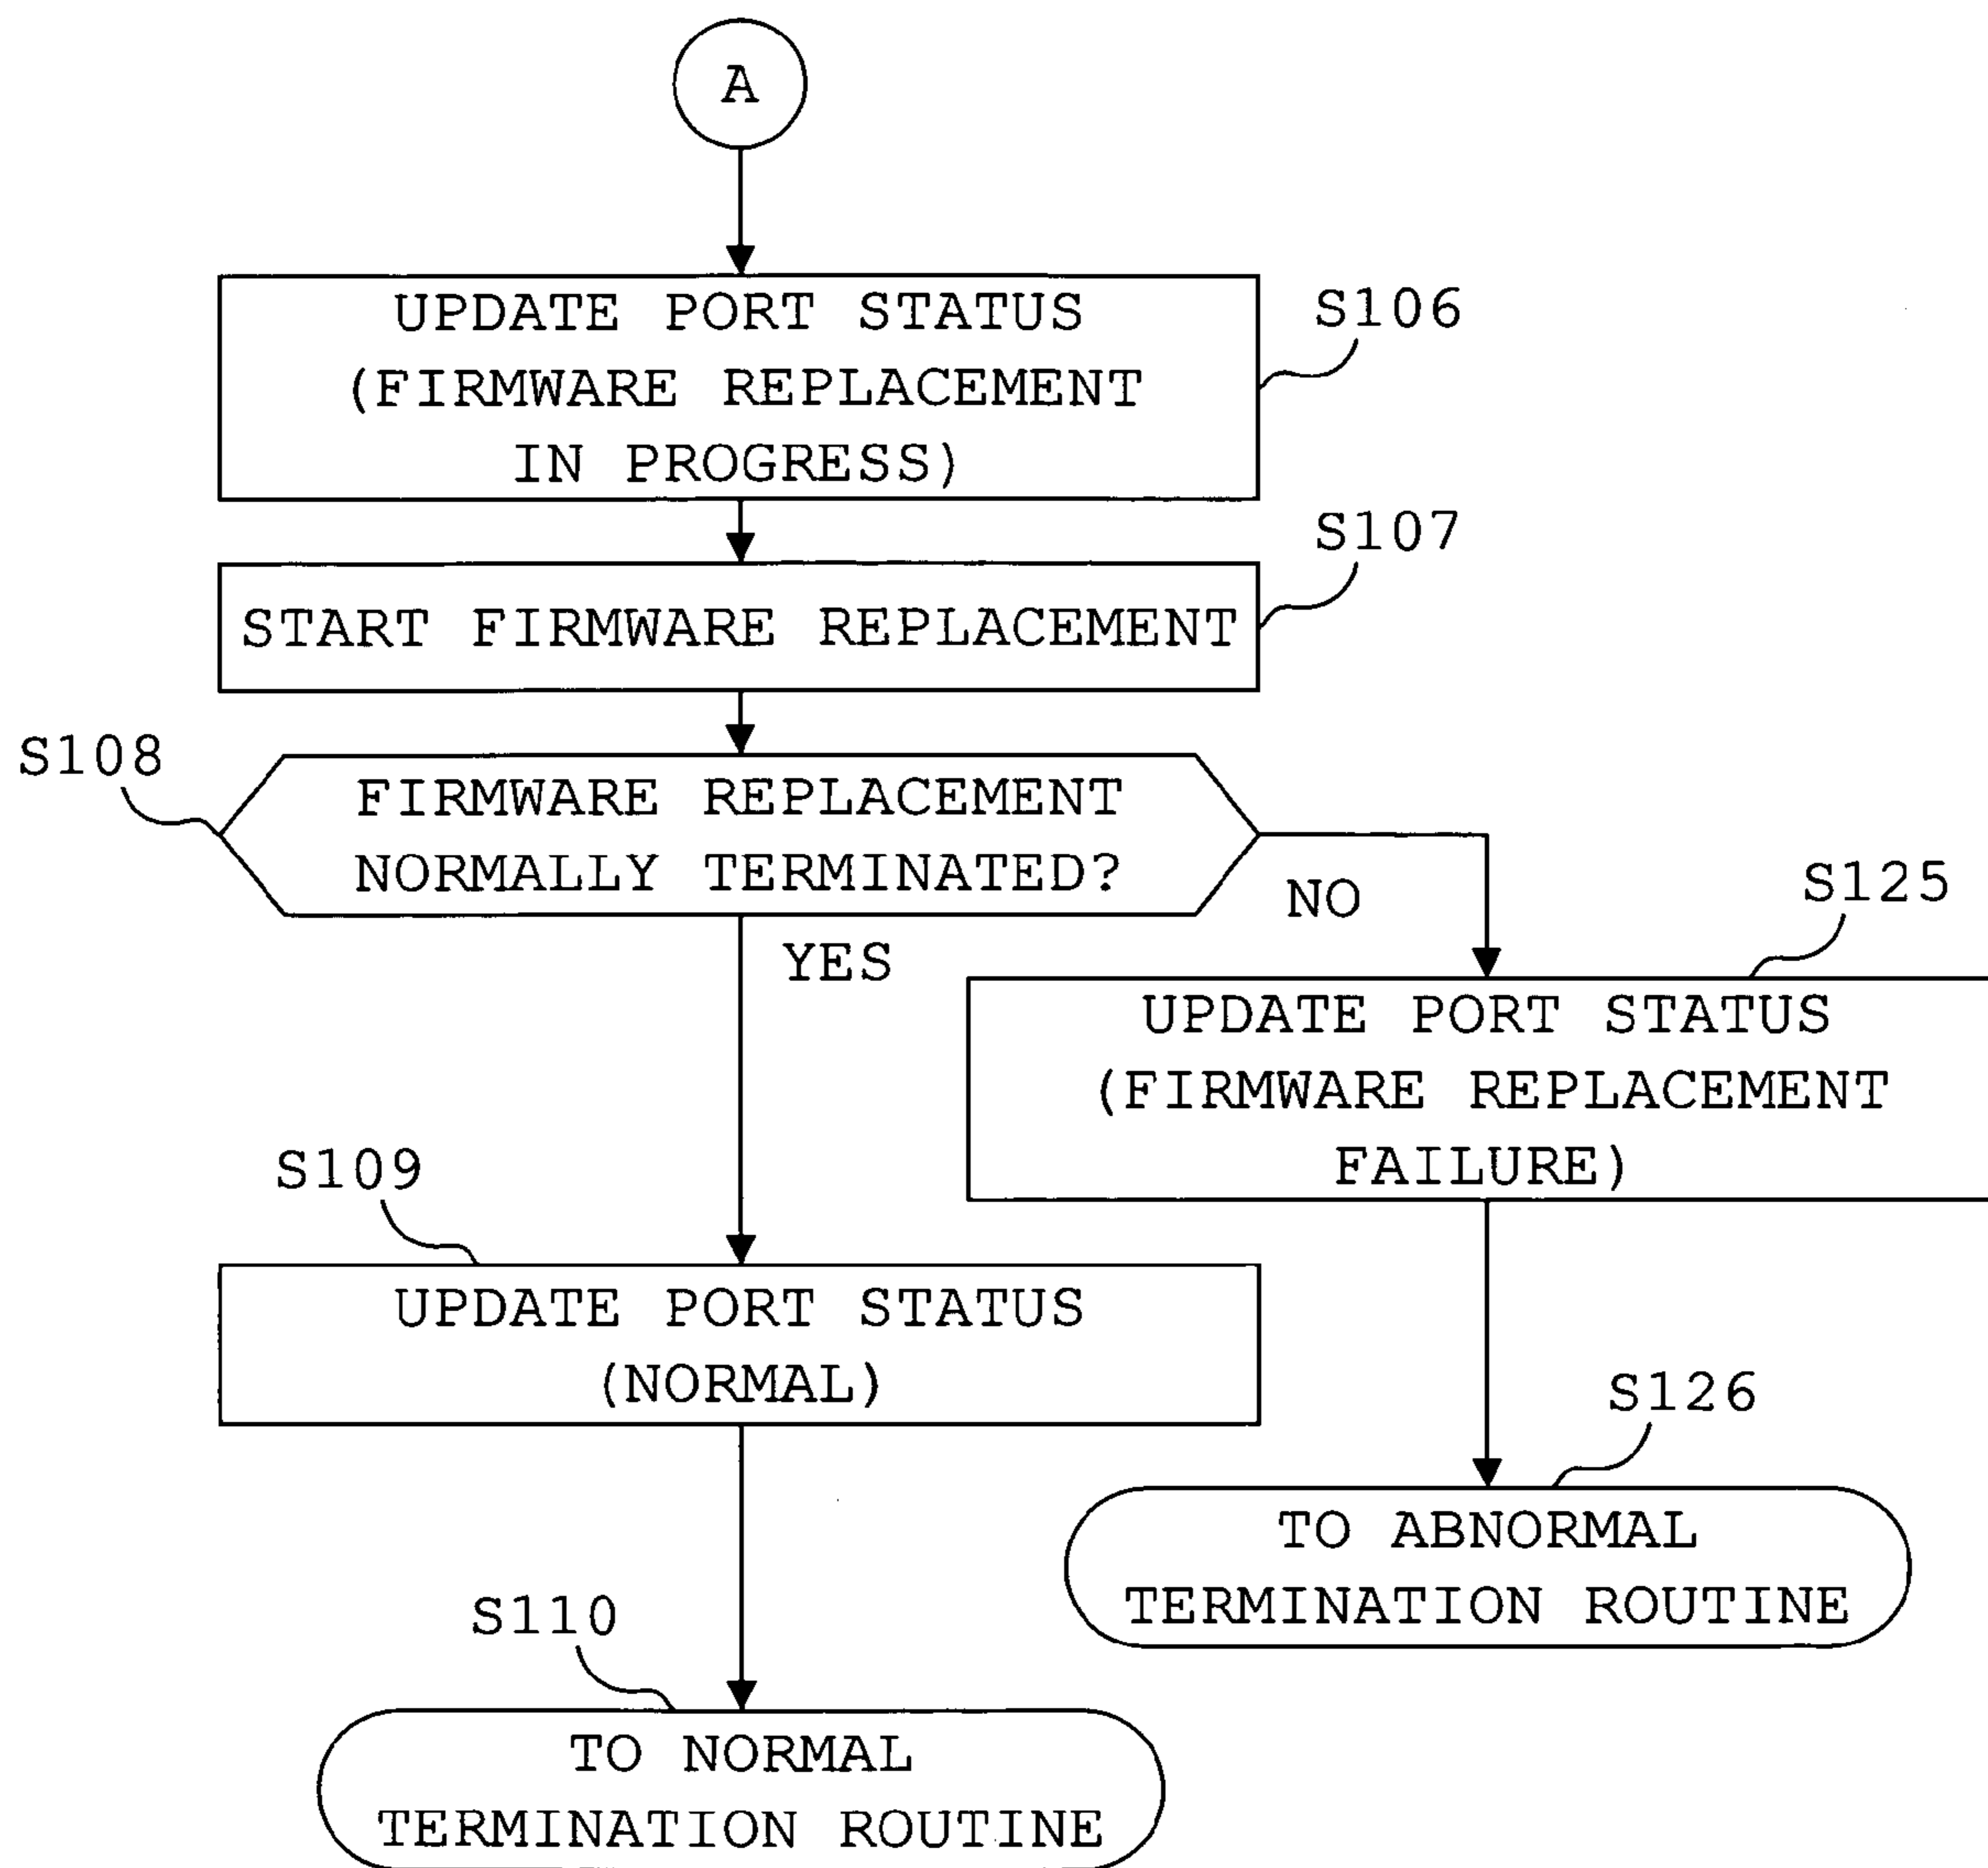 A
UPDATE PORT STATUS
(FIRMWARE REPLACEMENT
IN PROGRESS)
S106
START FIRMWARE REPLACEMENT
S107
S108
FIRMWARE REPLACEMENT
NORMALLY TERMINATED?
NO
YES
S125
UPDATE PORT STATUS
(FIRMWARE REPLACEMENT
FAILURE)
S109
UPDATE PORT STATUS
(NORMAL)
S126
TO ABNORMAL
TERMINATION ROUTINE
S110
TO NORMAL
TERMINATION ROUTINE